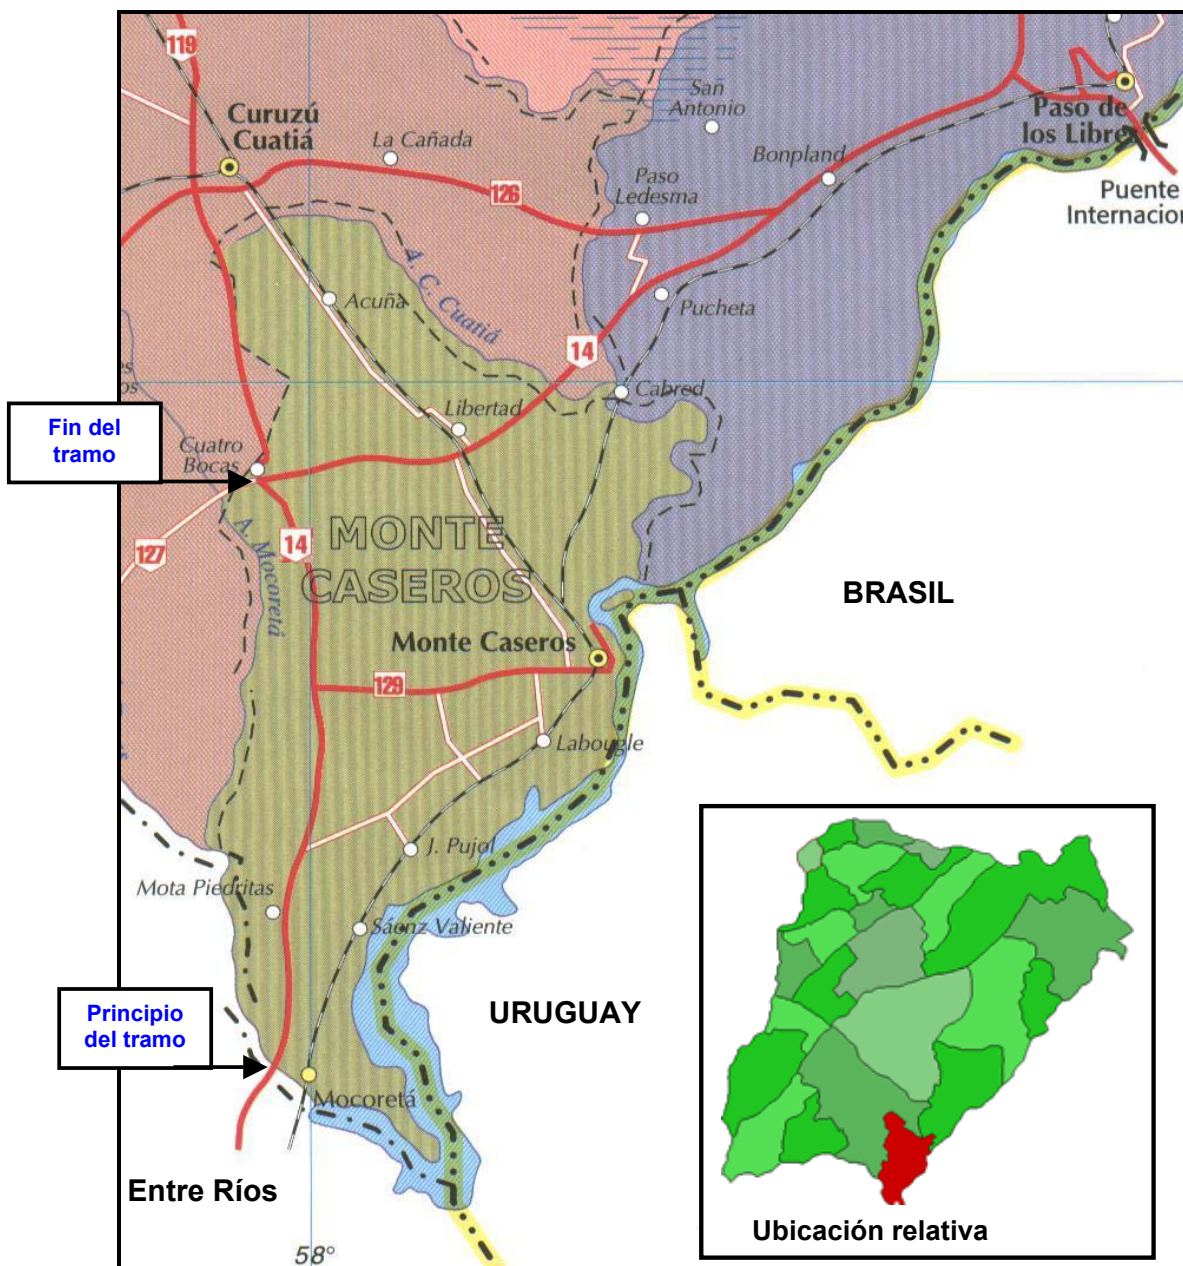 119
Curuzú
Cuatiá
La Cañada
San
Antonio
Paso de
los Libre
Bonpland
Paso
Ledesma
126
Puente
Internacion
Acuña
A. C. Cuatiá
Pucheta
14
Cabred
Libertad
Fin del
tramo
Cuatro
Bocas
127
14
A. Mocoretá
MONTE
CASEROS
BRASIL
Monte Caseros
129
Labougle
J. Pujol
Mota Piedritas
Sáenz Valiente
Principio
del tramo
URUGUAY
Mocoretá
Entre Ríos
58°
Ubicación relativa